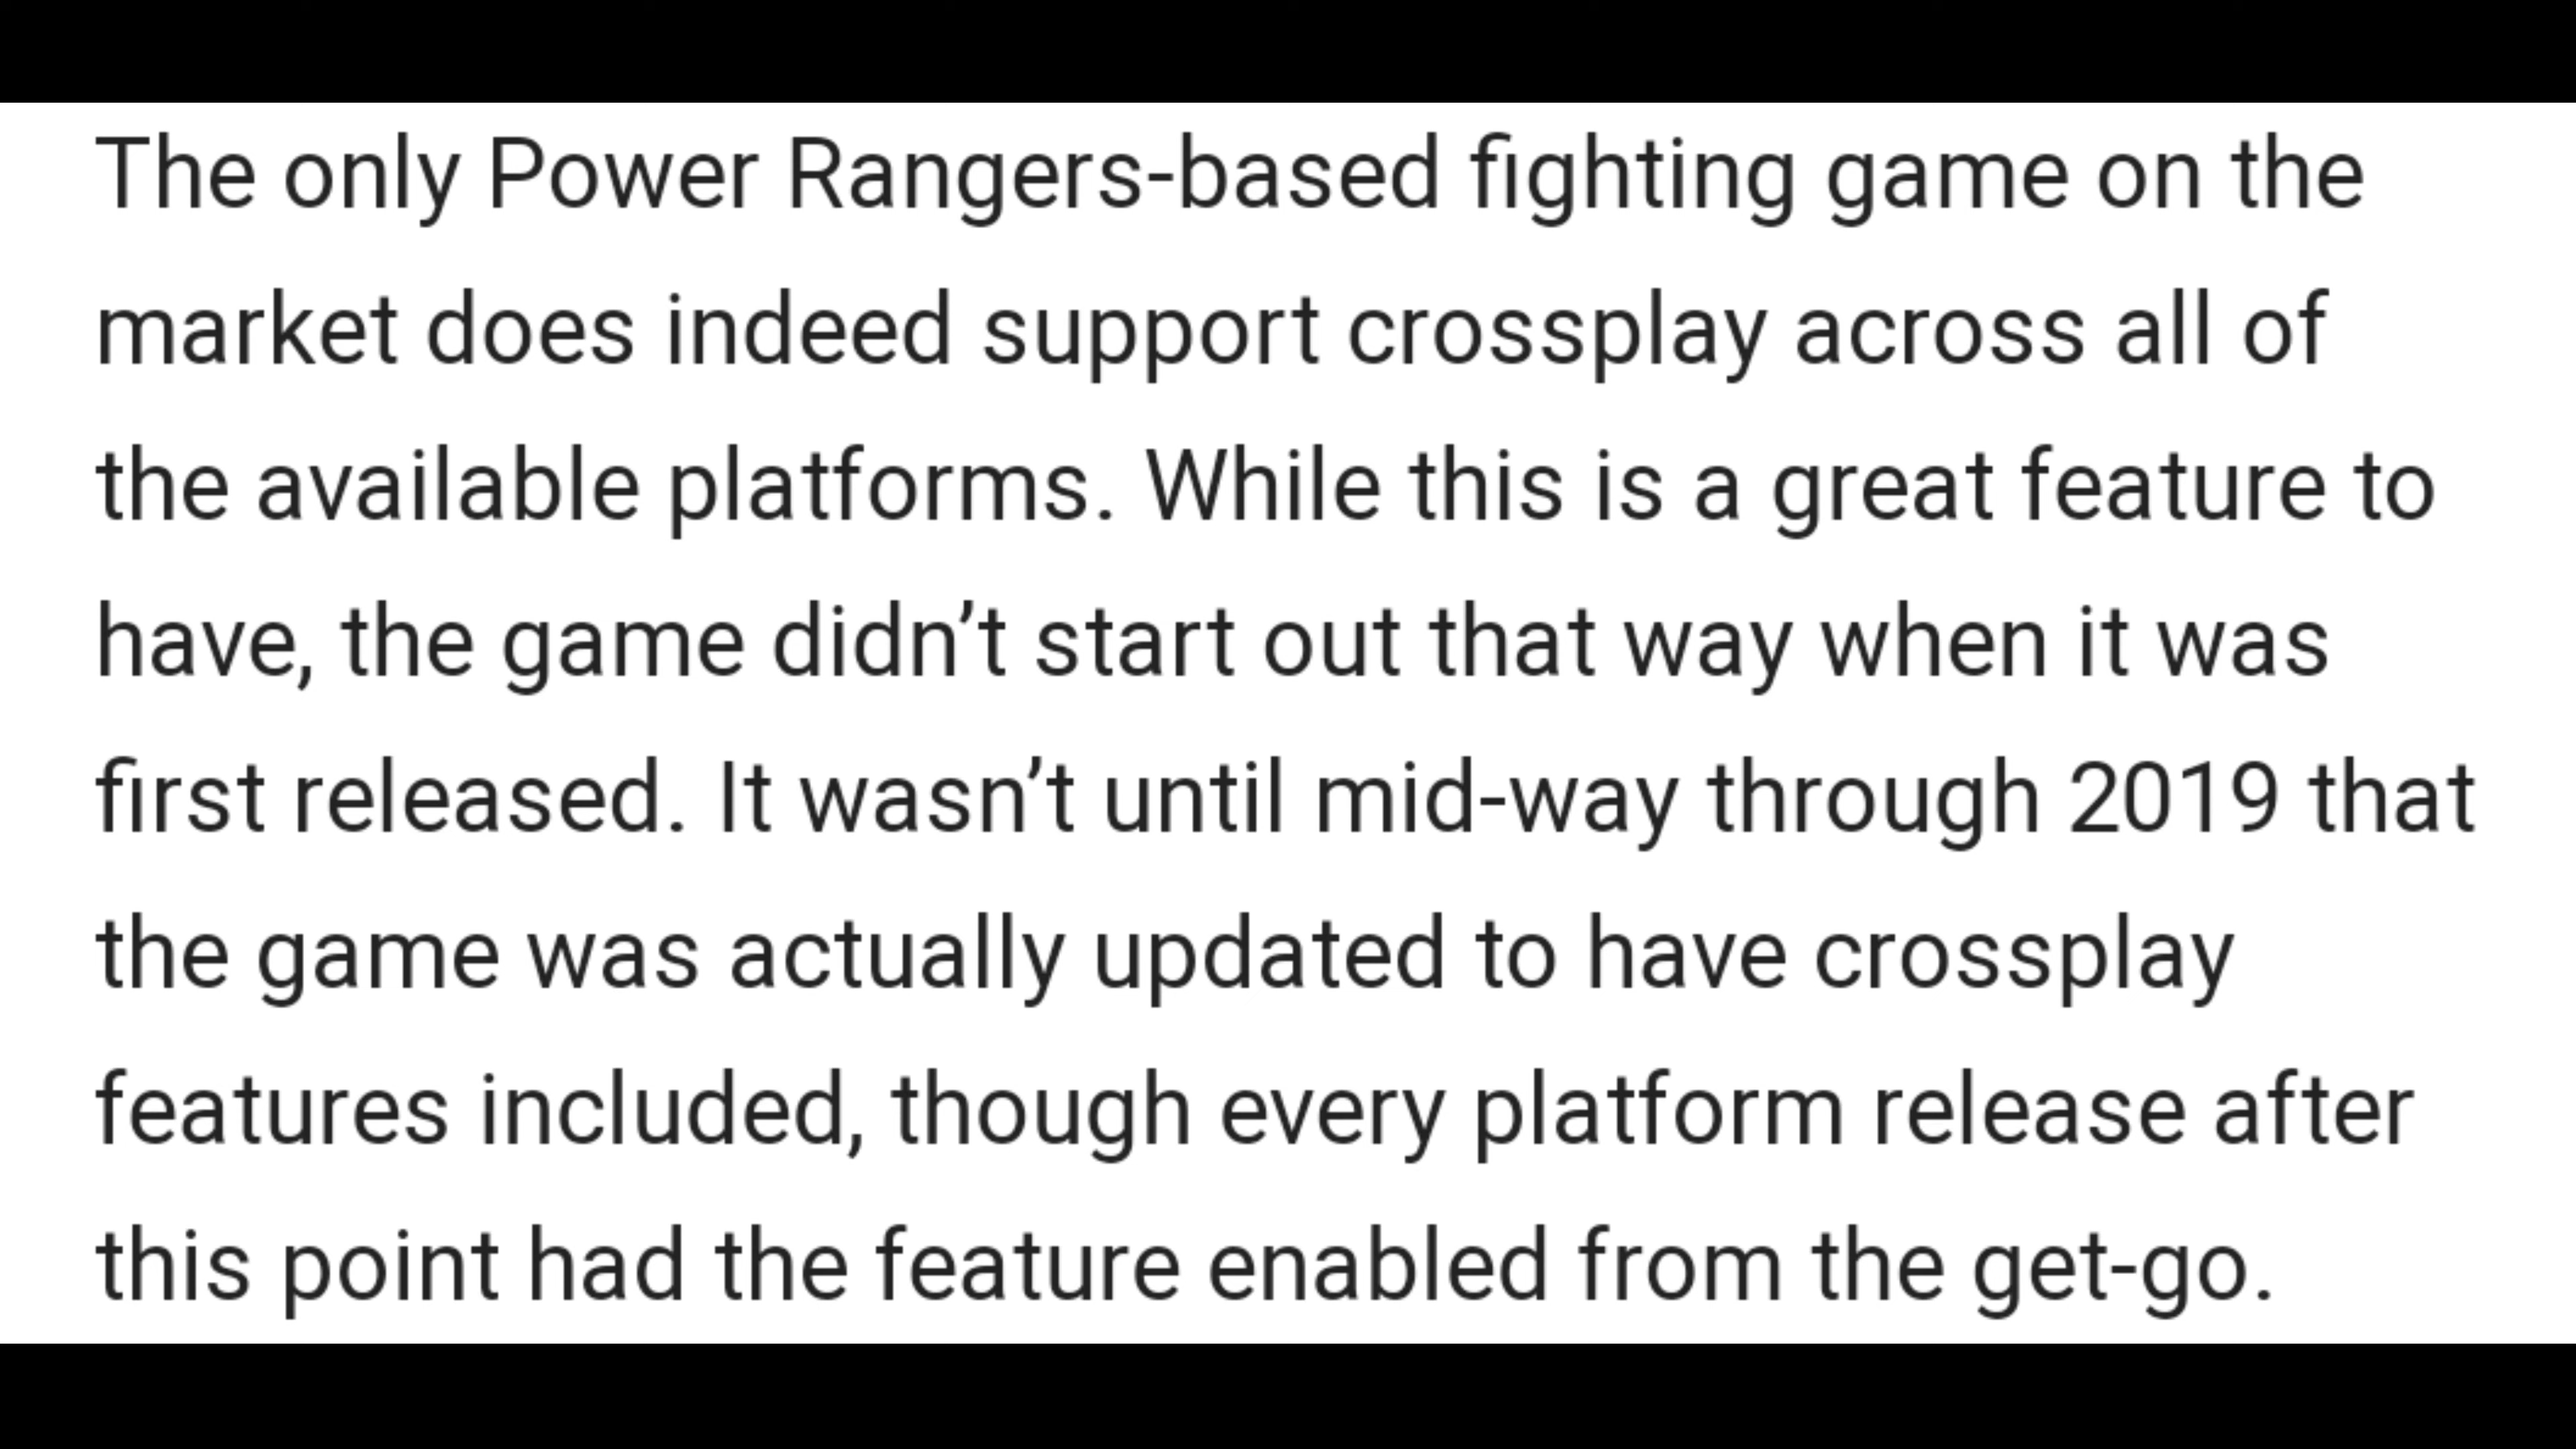 The only Power Rangers-based fighting game on the
market does indeed support crossplay across all of
the available platforms. While this is a great feature to
have, the game didn’t start out that way when it was
first released. It wasn’t until mid-way through 2019 that
the game was actually updated to have crossplay
features included, though every platform release after
this point had the feature enabled from the get-go.